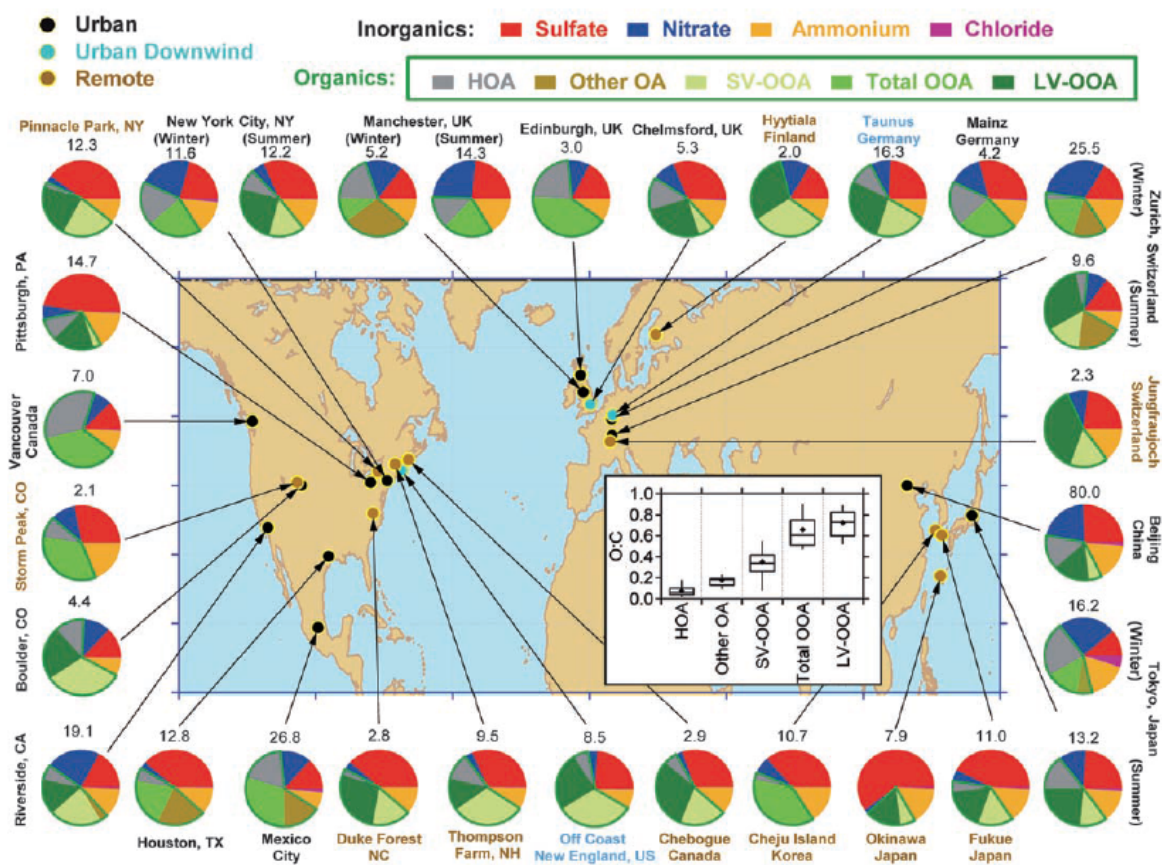 Urban
Urban Downwind
Remote
Inorganics: Sulfate Nitrate Ammonium Chloride
Organics: HOA Other OA SV-OOA Total OOA LV-OOA
Pinnacle Park, NY
12.3
New York City, NY
(Winter) (Summer)
11.6 12.2
Manchester, UK
(Winter) (Summer)
5.2 14.3
Edinburgh, UK
3.0
Chelmsford, UK
5.3
Hyytiala
Finland
2.0
Taunus
Germany
16.3
Mainz
Germany
4.2
25.5
Zurich, Switzerland
(Winter)
(Summer)
9.6
Pittsburgh, PA
14.7
Vancouver
Canada
7.0
Storm Peak, CO
2.1
Boulder, CO
4.4
Jungfraujoch
Switzerland
2.3
Beijing
China
80.0
Tokyo, Japan
(Winter)
16.2
(Summer)
13.2
O:C
1.0
0.8
0.6
0.4
0.2
0.0
HOA
Other OA
SV-OOA
Total OOA
LV-OOA
Riverside, CA
19.1
12.8
Houston, TX
26.8
Mexico
City
2.8
Duke Forest
NC
9.5
Thompson
Farm, NH
8.5
Off Coast
New England, US
2.9
Chebogue
Canada
10.7
Cheju Island
Korea
7.9
Okinawa
Japan
11.0
Fukue
Japan